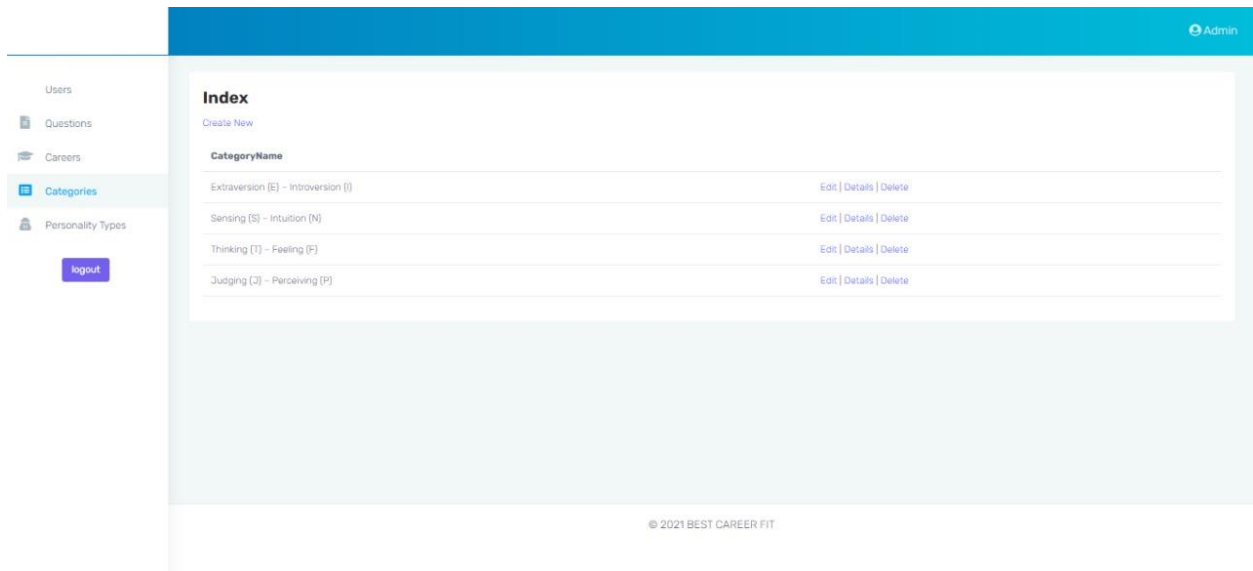 Admin
Users
Questions
Careers
Categories
Personality Types
logout
Index
Create New
CategoryName
Extraversion (E) - Introversion (I) Edit | Details | Delete
Sensing (S) - Intuition (N) Edit | Details | Delete
Thinking (T) - Feeling (F) Edit | Details | Delete
Judging (J) - Perceiving (P) Edit | Details | Delete
© 2021 BEST CAREER FIT